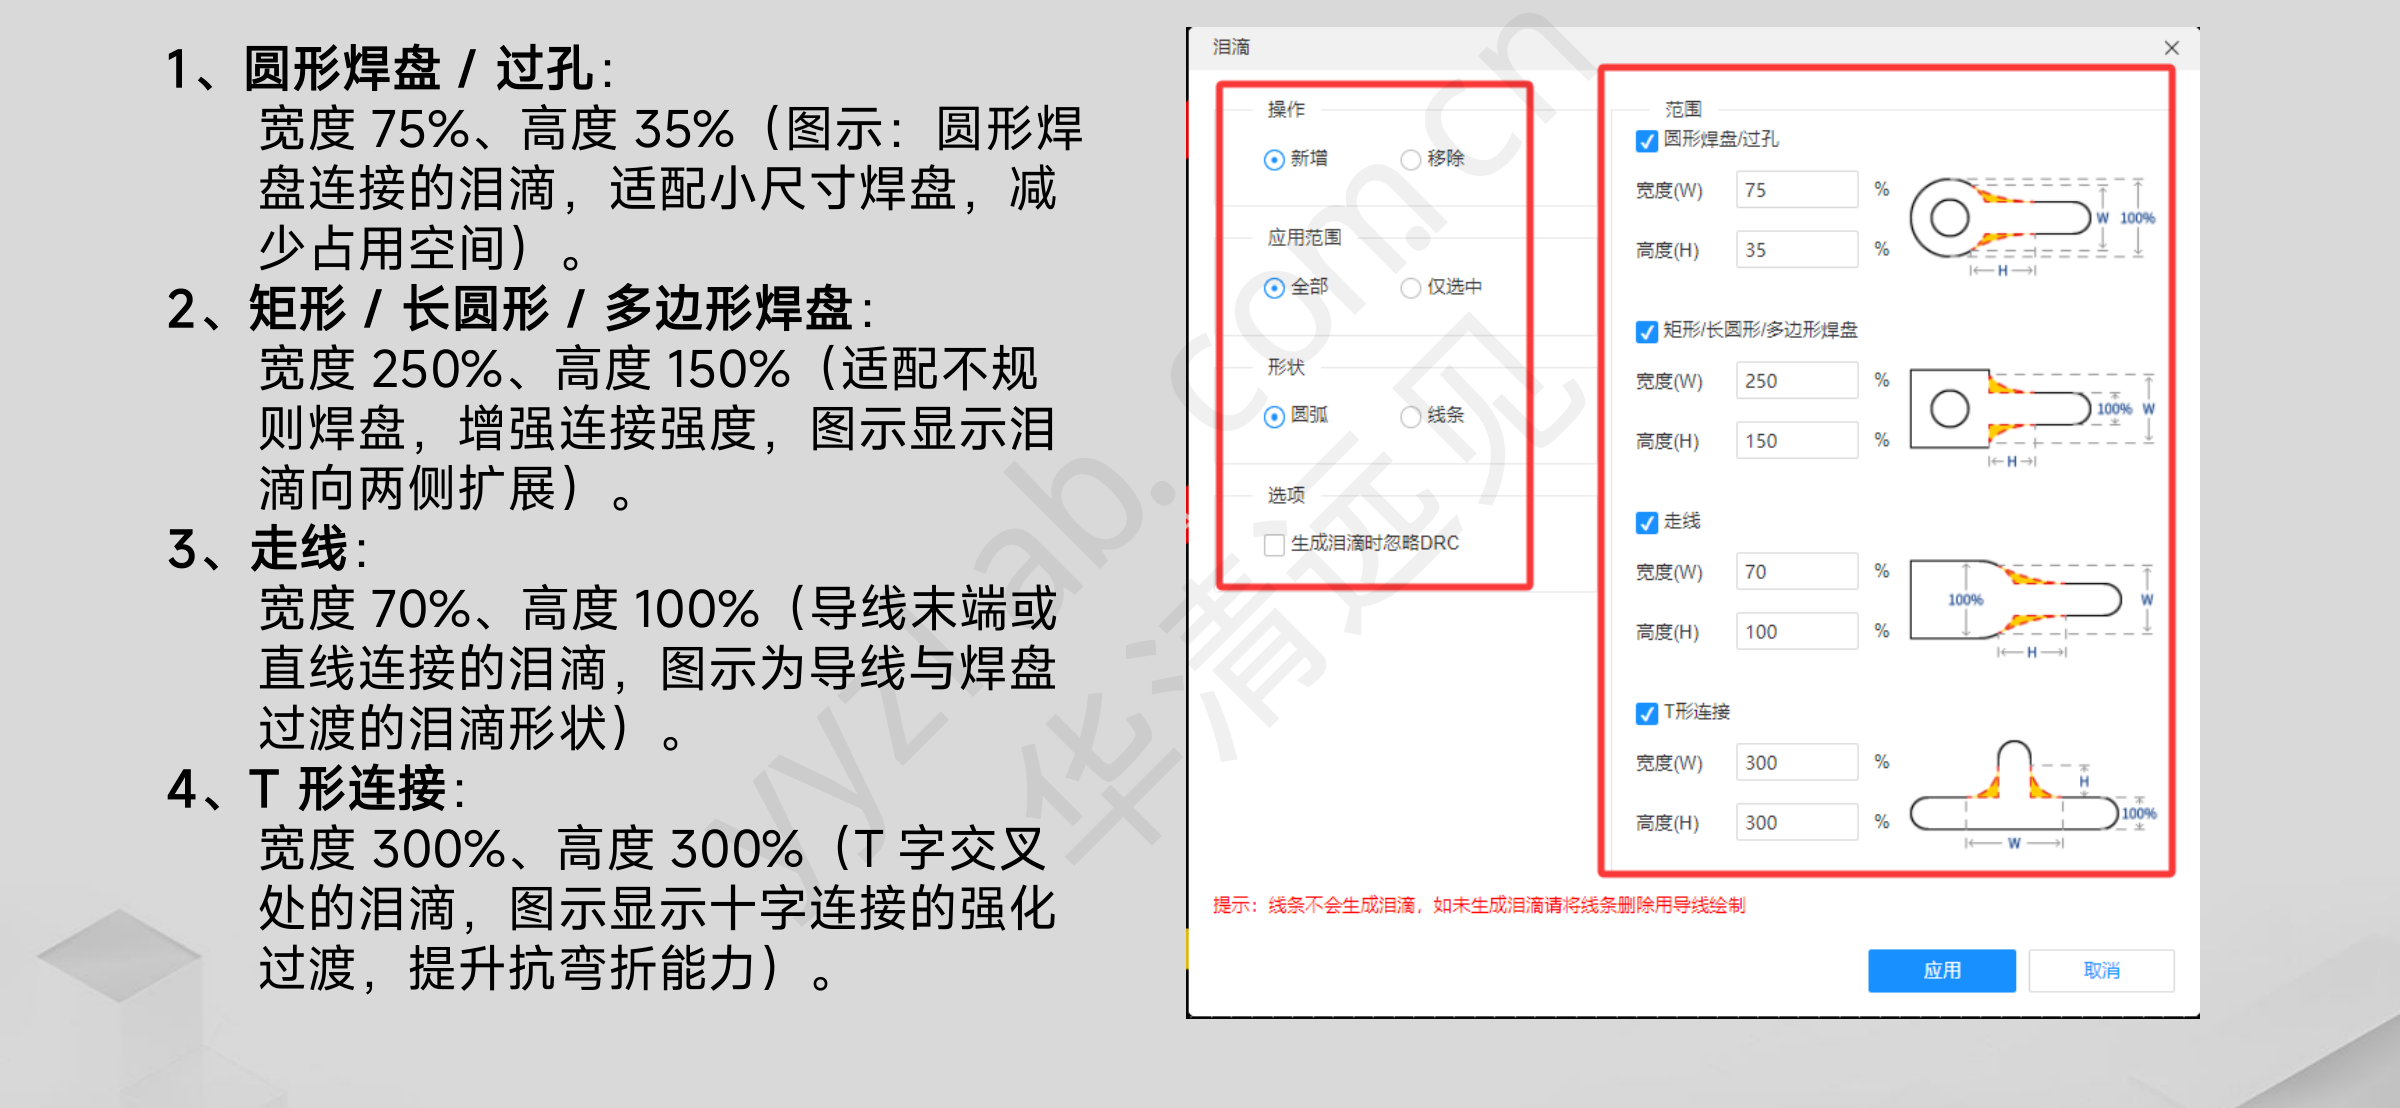 1、圆形焊盘 / 过孔：
宽度 75%、高度 35%（图示：圆形焊
盘连接的泪滴，适配小尺寸焊盘，减
少占用空间）。
2、矩形 / 长圆形 / 多边形焊盘：
宽度 250%、高度 150%（适配不规
则焊盘，增强连接强度，图示显示泪
滴向两侧扩展）。
3、走线：
宽度 70%、高度 100%（导线末端或
直线连接的泪滴，图示为导线与焊盘
过渡的泪滴形状）。
4、T 形连接：
宽度 300%、高度 300%（T 字交叉
处的泪滴，图示显示十字连接的强化
过渡，提升抗弯折能力）。
泪滴
操作
新增 移除
应用范围
全部 仅选中
形状
圆弧 线条
选项
生成泪滴时忽略DRC
范围
圆形焊盘/过孔
宽度(W) 75 %
高度(H) 35 %
W 100%
H
矩形/长圆形/多边形焊盘
宽度(W) 250 %
高度(H) 150 %
100% W
H
走线
宽度(W) 70 %
高度(H) 100 %
100% W
H
T形连接
宽度(W) 300 %
高度(H) 300 %
H
100%
W
提示：线条不会生成泪滴，如未生成泪滴请将线条删除用导线绘制
应用 取消
华清远见